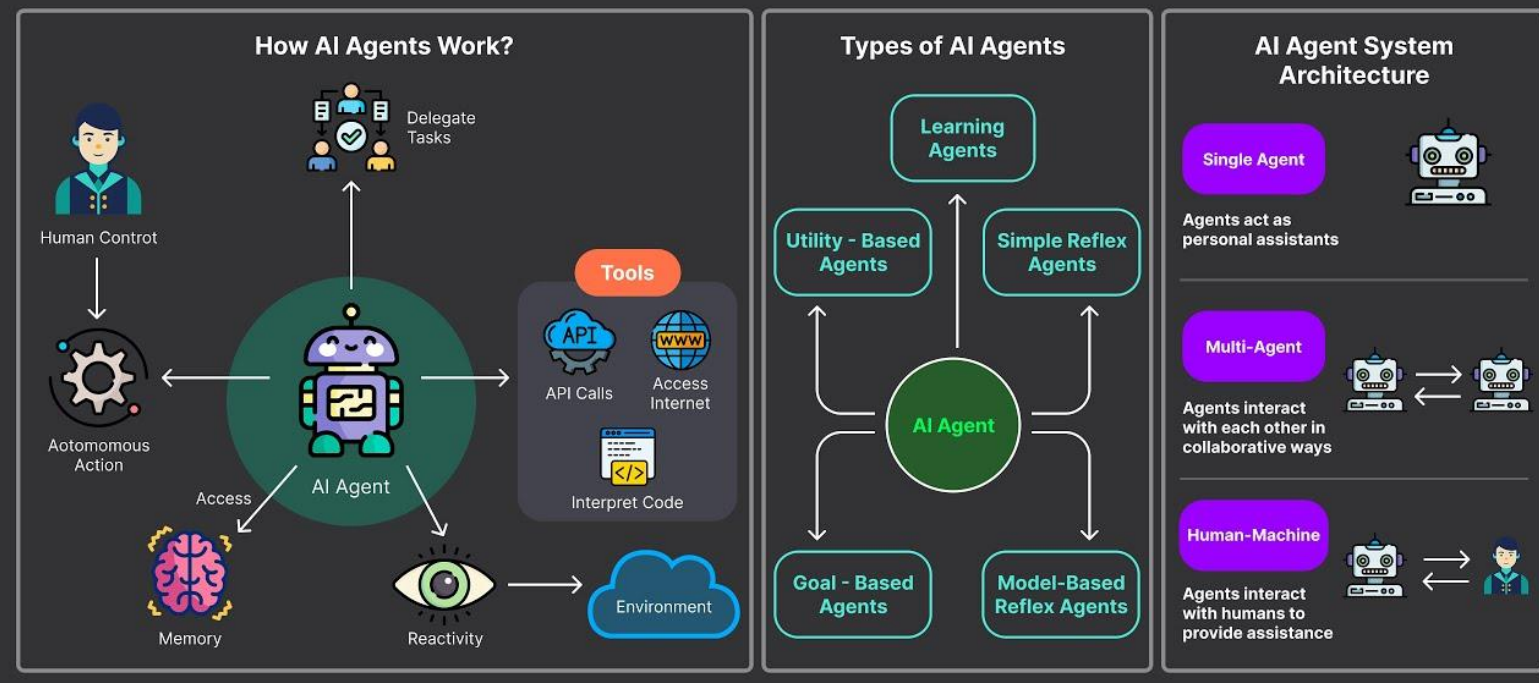 How AI Agents Work?
Delegate
Tasks
Human Controt
Tools
API
API Calls
WWW
Access
Internet
</>
Interpret Code
Aotomomous
Action
AI Agent
Access
Memory
Reactivity
Environment
Types of AI Agents
Learning
Agents
Utility - Based
Agents
Simple Reflex
Agents
AI Agent
Goal - Based
Agents
Model-Based
Reflex Agents
AI Agent System
Architecture
Single Agent
Agents act as
personal assistants
Multi-Agent
Agents interact
with each other in
collaborative ways
Human-Machine
Agents interact
with humans to
provide assistance